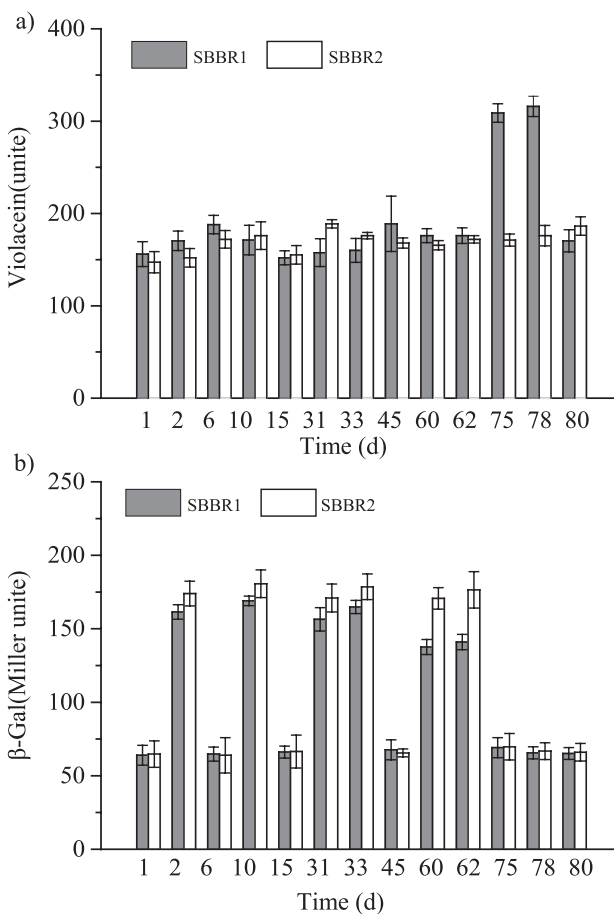 a)
400
SBBR1 SBBR2
300
200
100
0
Violacein(unite)
1 2 6 10 15 31 33 45 60 62 75 78 80
Time (d)
b)
250
SBBR1 SBBR2
200
150
100
50
0
β-Gal(Miller unite)
1 2 6 10 15 31 33 45 60 62 75 78 80
Time (d)